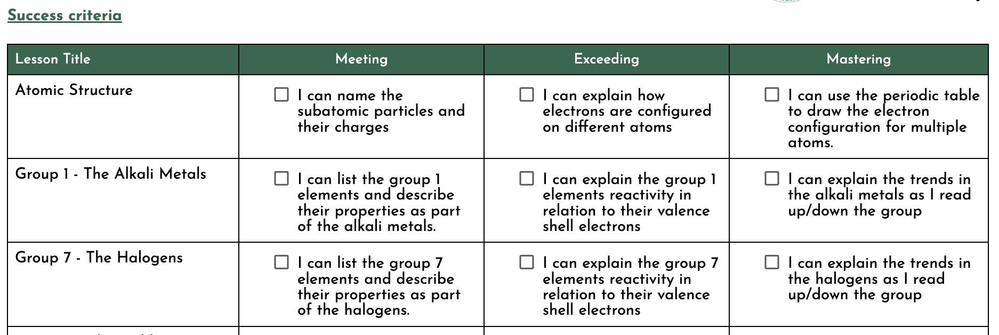 Success criteria
Lesson Title
Meeting
Exceeding
Mastering
Atomic Structure
I can name the
subatomic particles and
their charges
I can explain how
electrons are configured
on different atoms
I can use the periodic table
to draw the electron
configuration for multiple
atoms.
Group 1 - The Alkali Metals
I can list the group 1
elements and describe
their properties as part
of the alkali metals.
I can explain the group 1
elements reactivity in
relation to their valence
shell electrons
I can explain the trends in
the alkali metals as I read
up/down the group
Group 7 - The Halogens
I can list the group 7
elements and describe
their properties as part
of the halogens.
I can explain the group 7
elements reactivity in
relation to their valence
shell electrons
I can explain the trends in
the halogens as I read
up/down the group